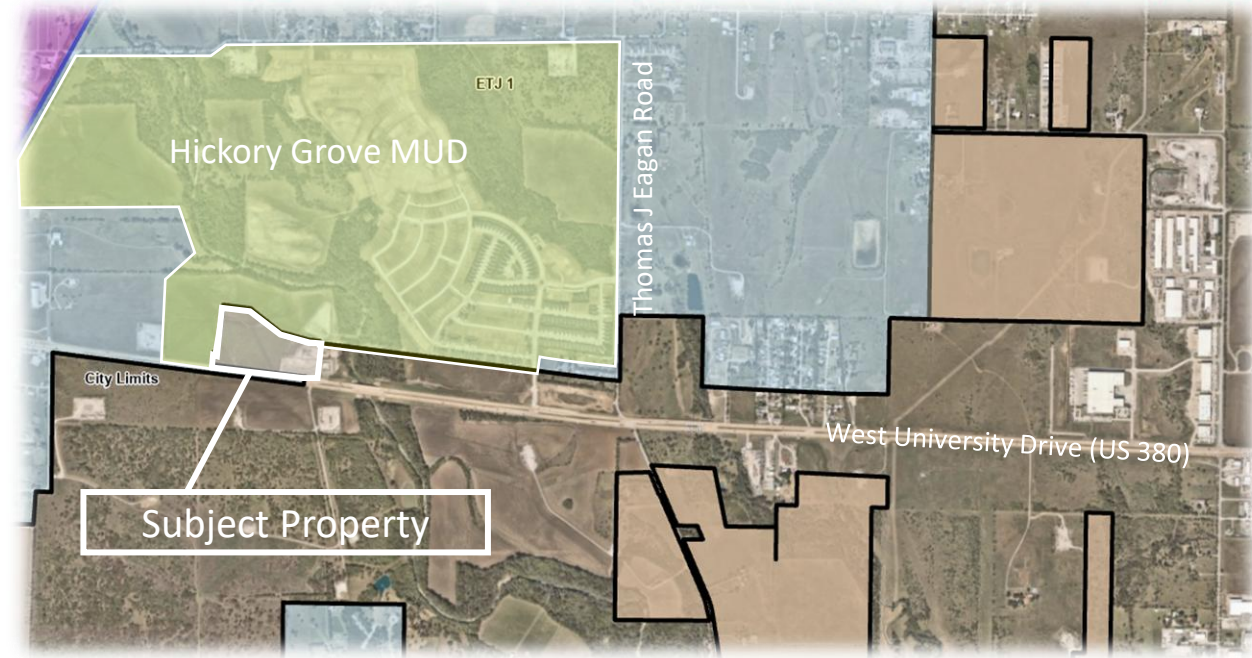 ETJ 1
Hickory Grove MUD
Thomas J Eagan Road
City Limits
West University Drive (US 380)
Subject Property